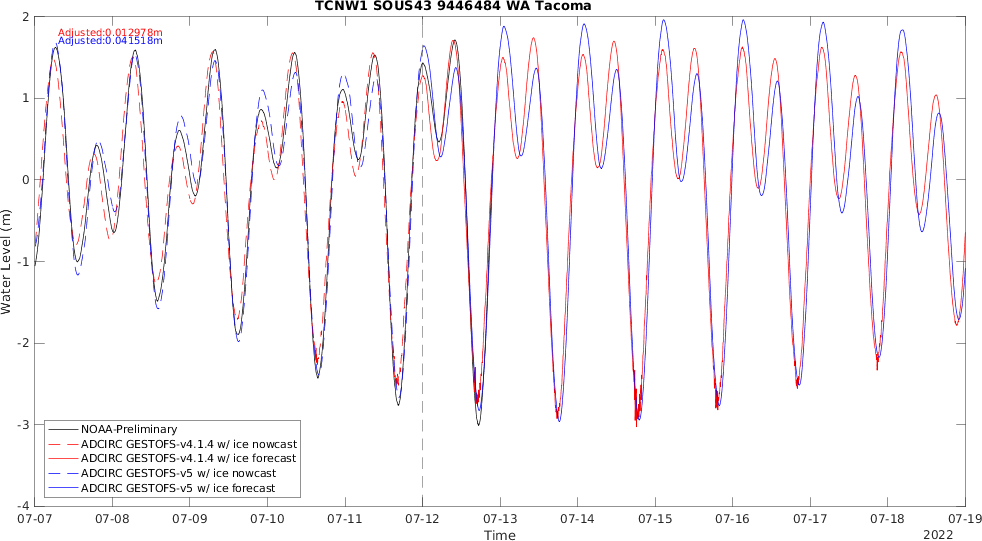 TCNW1 SOUS43 9446484 WA Tacoma
Adjusted:0.012978m
Adjusted:0.041518m
2
1
0
-1
-2
-3
-4
Water Level (m)
NOAA-Preliminary
ADCIRC GESTOFS-v4.1.4 w/ ice nowcast
ADCIRC GESTOFS-v4.1.4 w/ ice forecast
ADCIRC GESTOFS-v5 w/ ice nowcast
ADCIRC GESTOFS-v5 w/ ice forecast
07-07 07-08 07-09 07-10 07-11 07-12 07-13 07-14 07-15 07-16 07-17 07-18 07-19
Time
2022